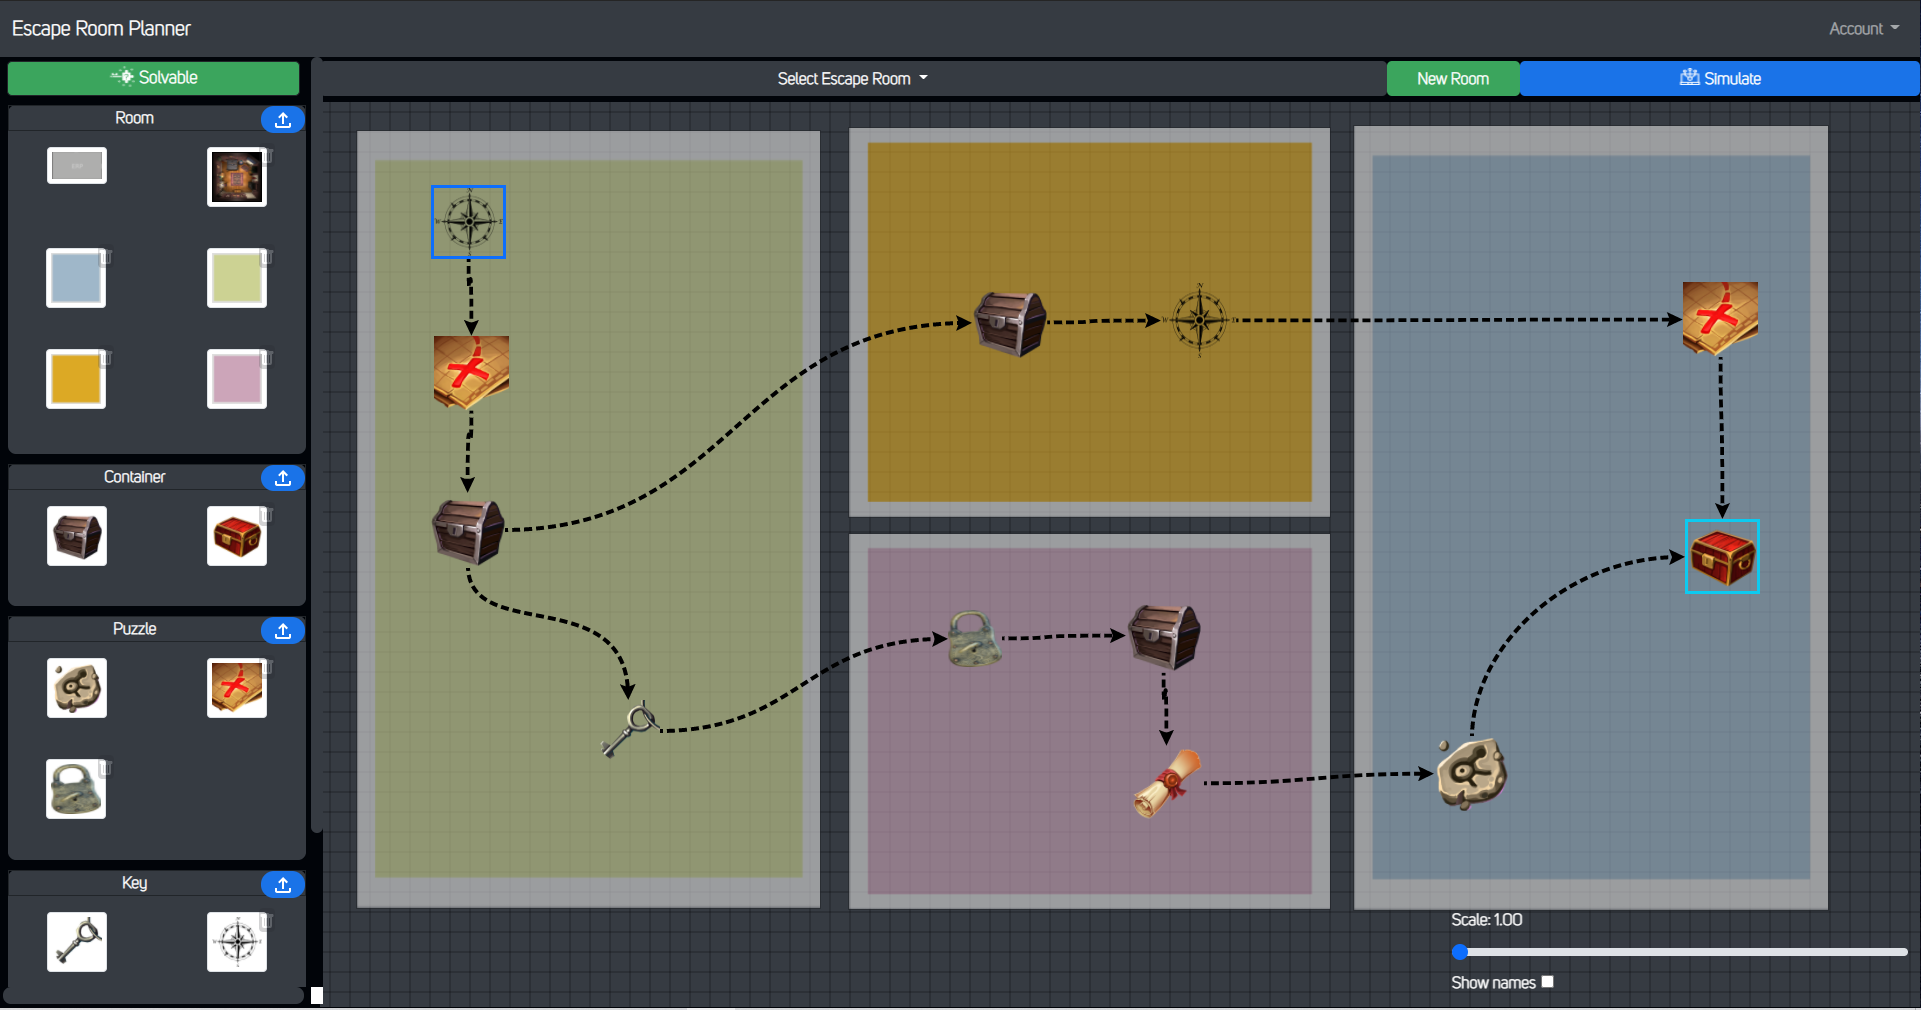 Escape Room Planner
Account
Solvable
Select Escape Room
New Room
Simulate
Room
Container
Puzzle
Key
Scale: 1.00
Show names